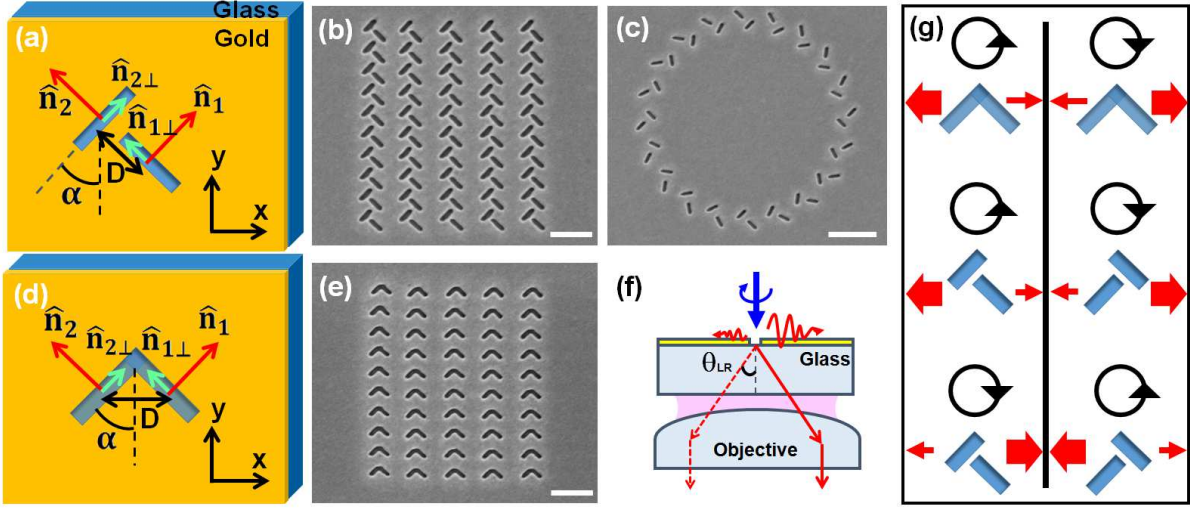 Glass
Gold
(a)
n̂₂⊥
n̂₂
n̂₁
n̂₁⊥
D
α
y
x
(b)
(c)
(d)
n̂₂
n̂₂⊥
n̂₁⊥
n̂₁
D
α
y
x
(e)
(f)
θLR
Glass
Objective
(g)